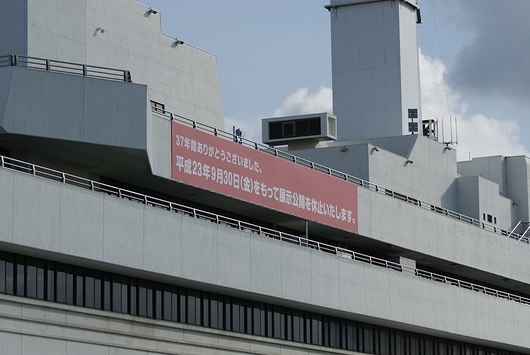 37年間ありがとうございました。
平成23年9月30日(金)をもって展示公開を休止いたします。